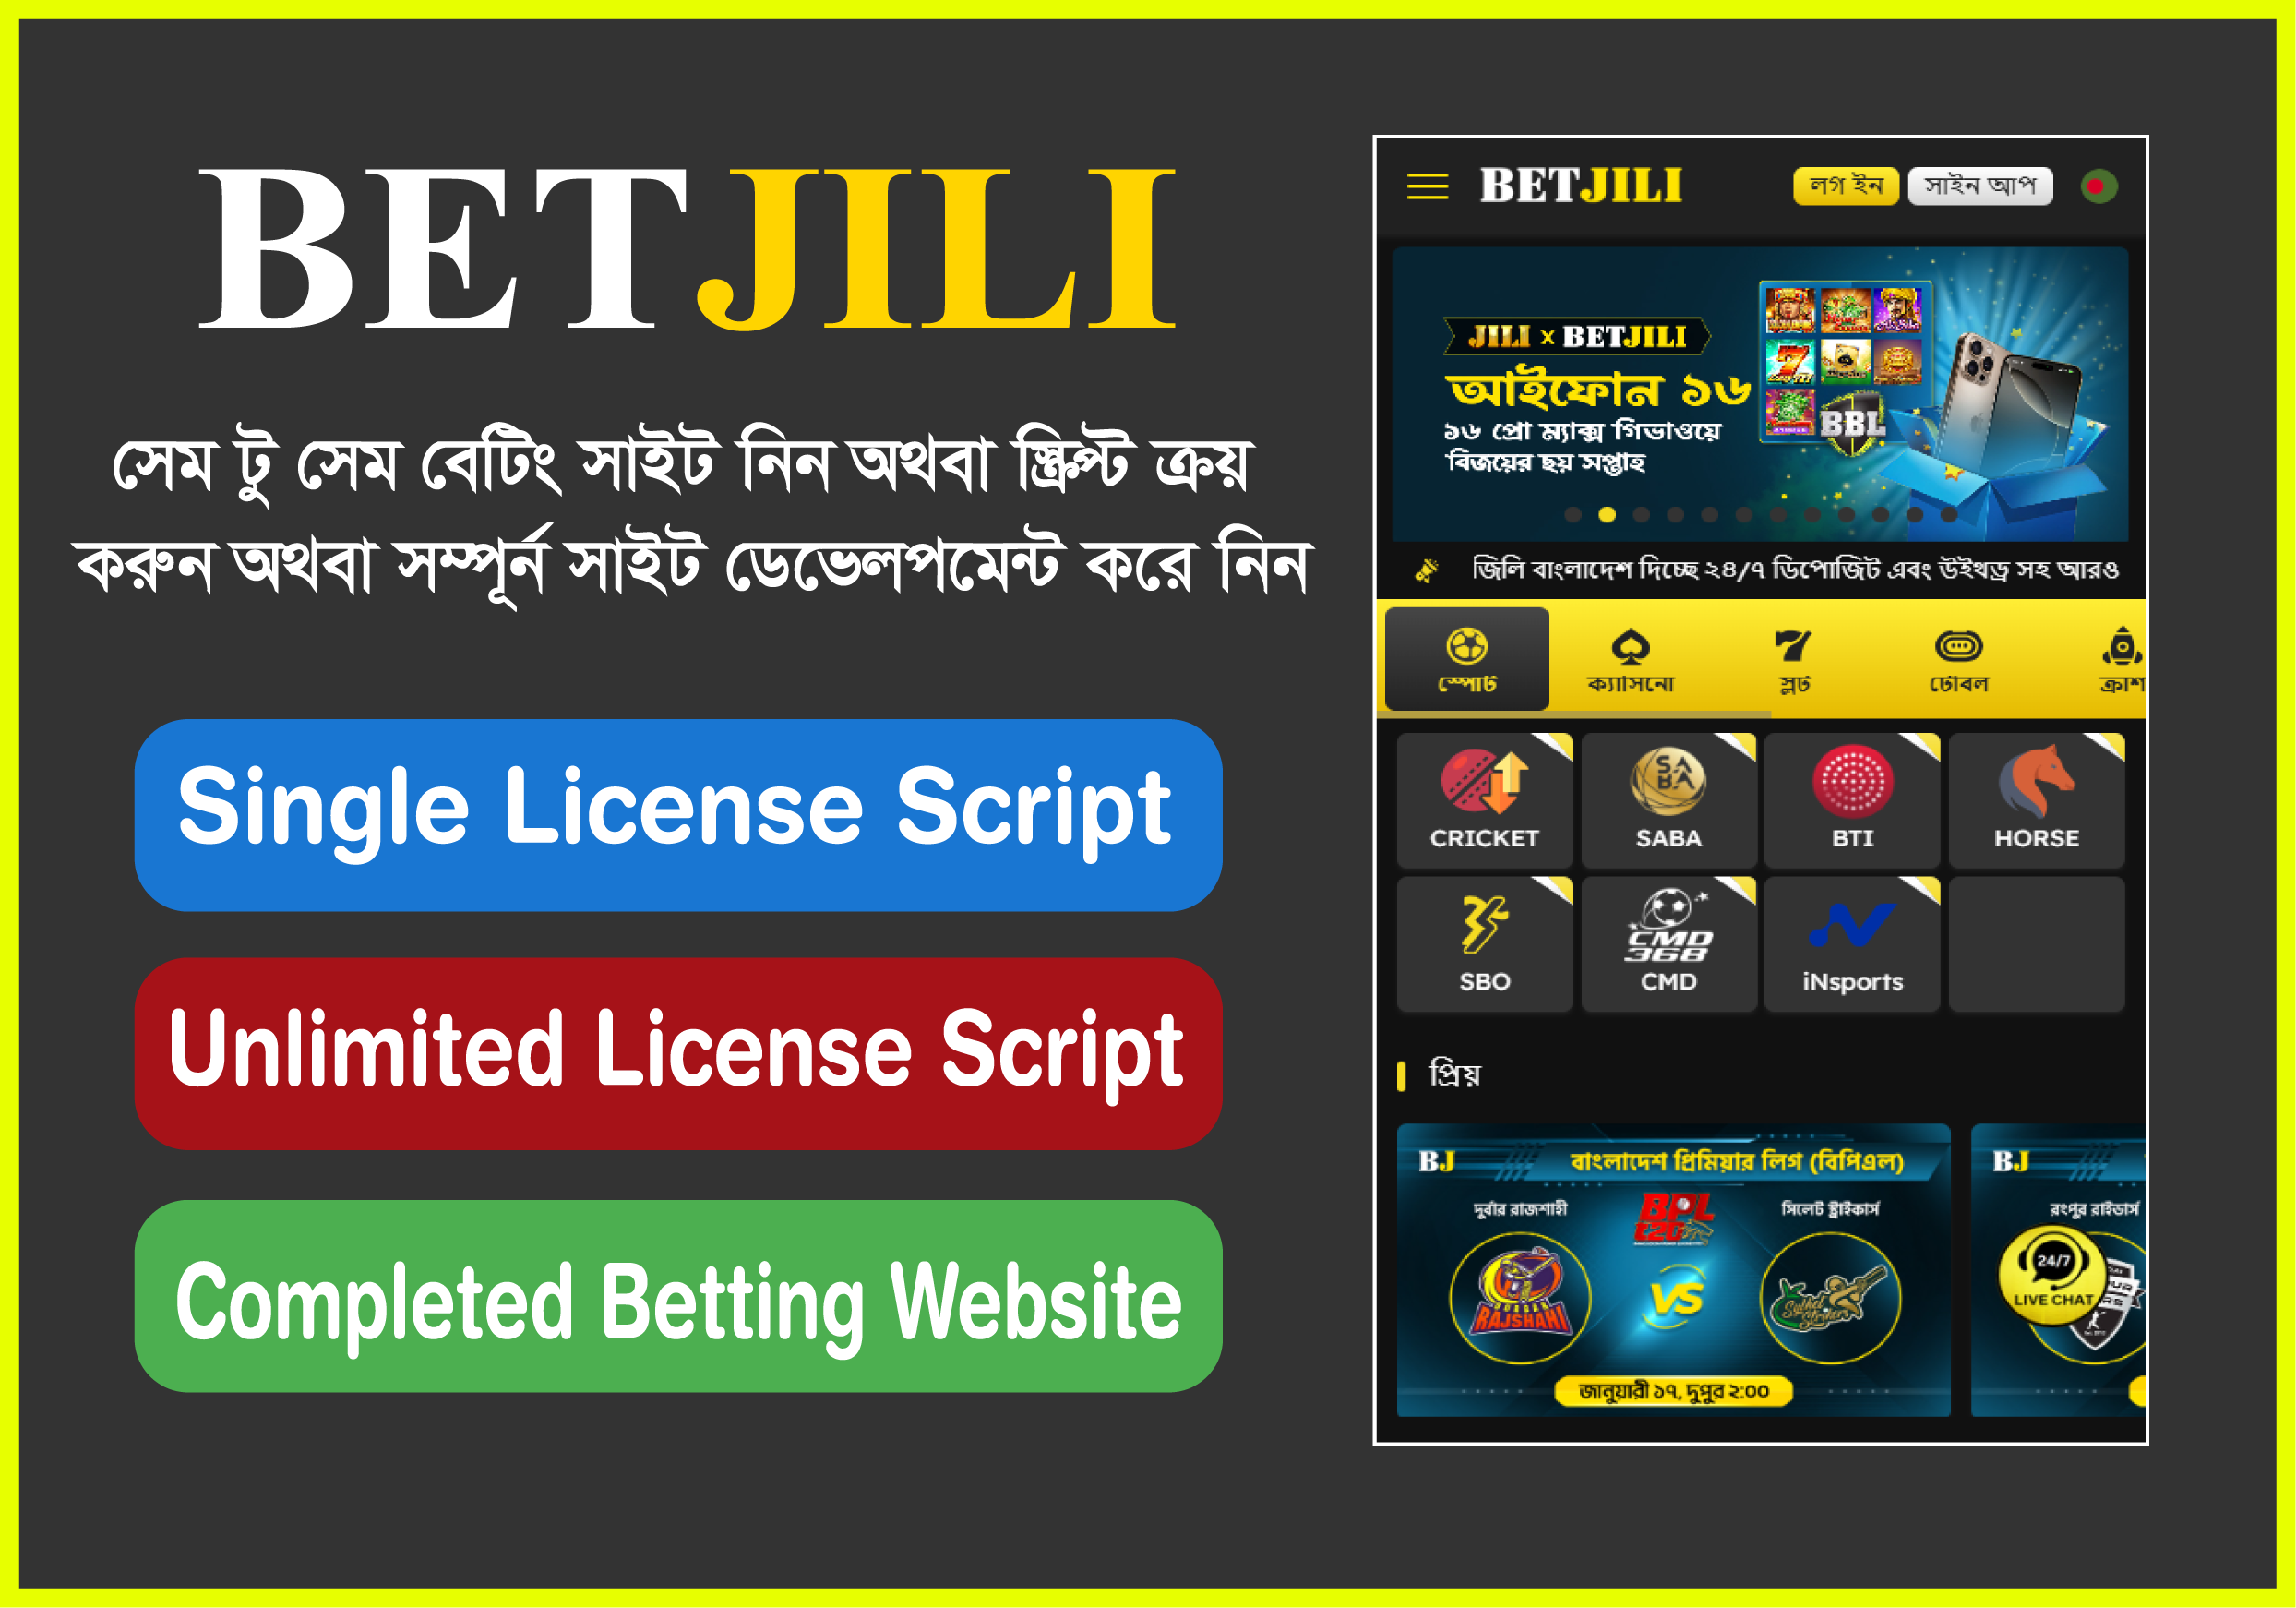 BETJILI
সেম টু সেম বেটিং সাইট নিন অথবা স্ক্রিপ্ট ক্রয়
করুন অথবা সম্পূর্ন সাইট ডেভেলপমেন্ট করে নিন
Single License Script
Unlimited License Script
Completed Betting Website
BETJILI
লগ ইন
সাইন আপ
JILI x BETJILI
আইফোন ১৬
১৬ প্রো ম্যাক্স গিভাওয়ে
বিজয়ের ছয় সপ্তাহ
BBL
জিলি বাংলাদেশ দিচ্ছে ২৪/৭ ডিপোজিট এবং উইথড্র সহ আরও
স্পোর্ট
ক্যাসিনো
স্লট
টেবিল
ক্রাশ
CRICKET
SABA
BTI
HORSE
SBO
CMD
368
CMD
iNsports
প্রিয়
BJ
বাংলাদেশ প্রিমিয়ার লিগ (বিপিএল)
দুর্বার রাজশাহী
BPL
T20
সিলেট স্ট্রাইকার্স
DURBAR
RAJSHAHI
VS
Sylhet
Strikers
জানুয়ারী ১৭, দুপুর ২:০০
BJ
রংপুর রাইডার্স
24/7
LIVE CHAT